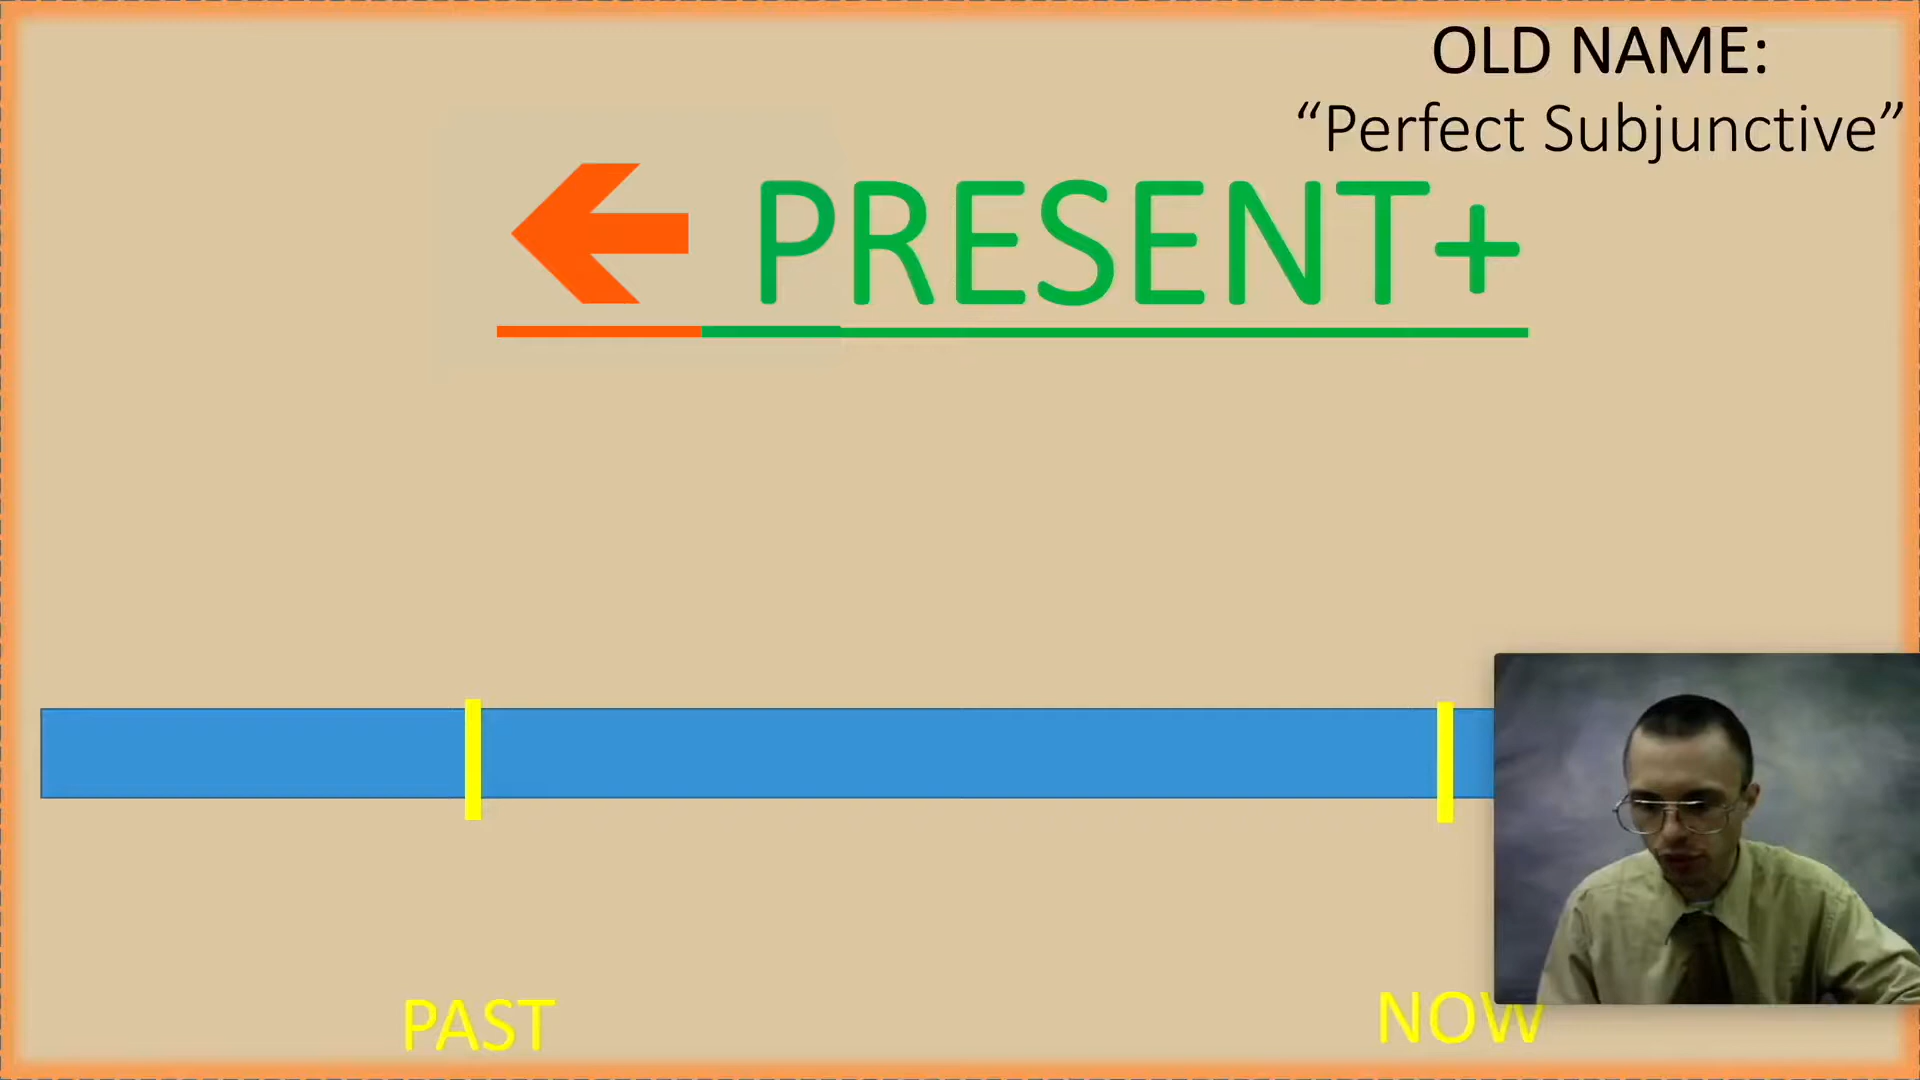 OLD NAME:
“Perfect Subjunctive”
PRESENT+
PAST
NOW